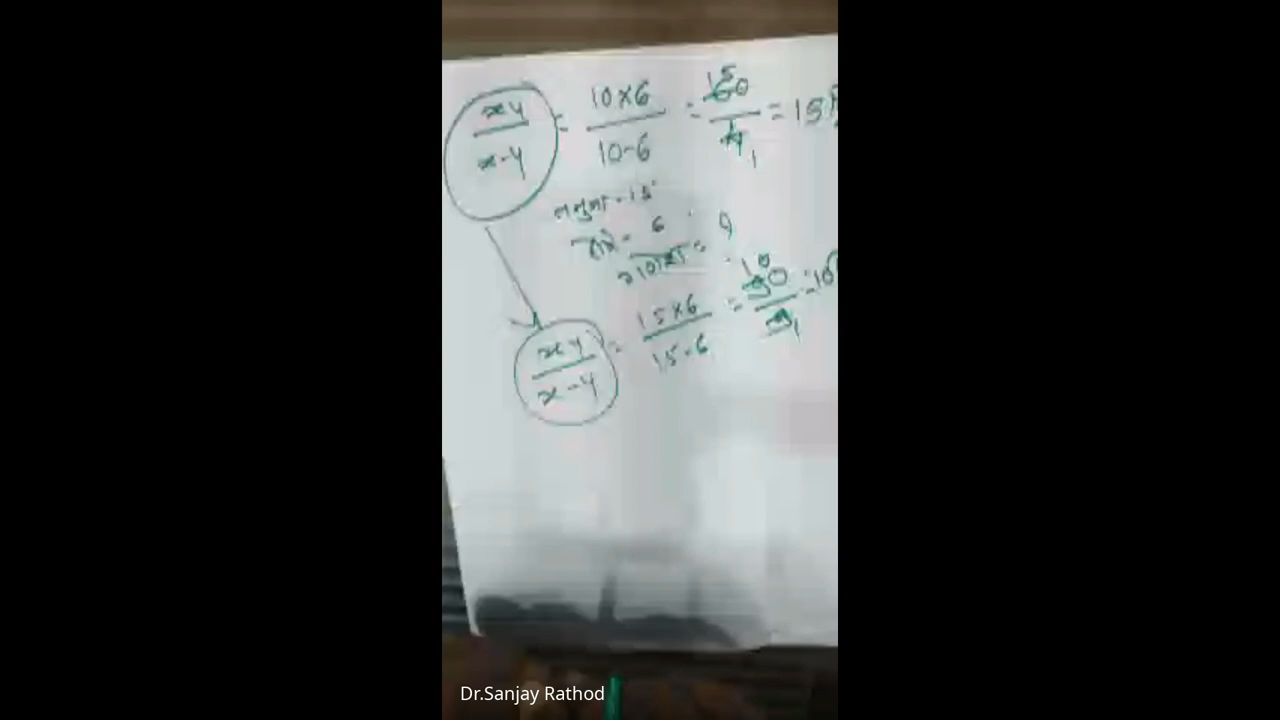 xy/x-y = 10×6/10-6 = 60/4 = 15
नमुना - 15
6
xy/x-y = 15×6/15-6 = 90/9 = 10
Dr.Sanjay Rathod